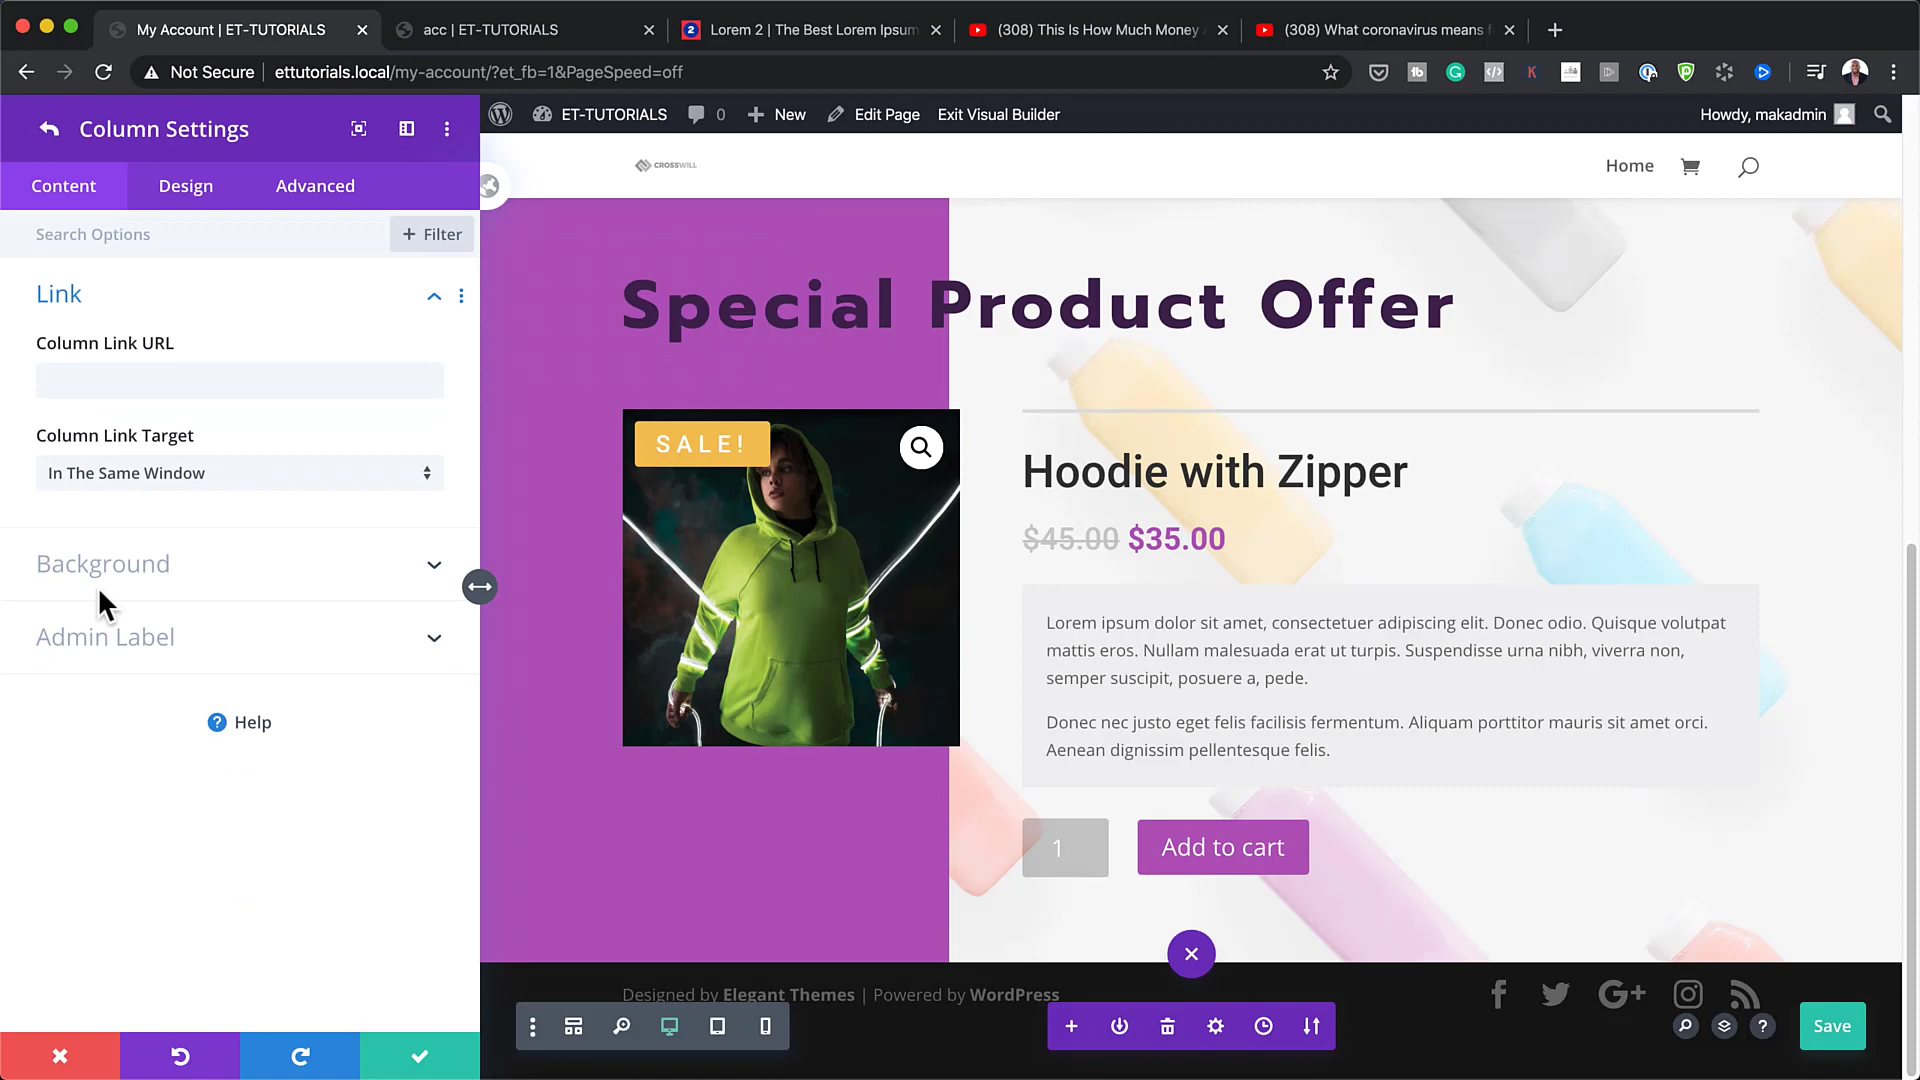 My Account | ET-TUTORIALS
acc | ET-TUTORIALS
Lorem 2 | The Best Lorem Ipsum
(308) This Is How Much Money
(308) What coronavirus means f
Not Secure | ettutorials.local/my-account/?et_fb=1&PageSpeed=off
Column Settings
ET-TUTORIALS 0 New Edit Page Exit Visual Builder Howdy, makadmin
Content Design Advanced
CROSSWILL Home
Search Options + Filter
Link
Column Link URL
Column Link Target
In The Same Window
Background
Admin Label
? Help
Special Product Offer
SALE!
Hoodie with Zipper
$45.00 $35.00
Lorem ipsum dolor sit amet, consectetuer adipiscing elit. Donec odio. Quisque volutpat
mattis eros. Nullam malesuada erat ut turpis. Suspendisse urna nibh, viverra non,
semper suscipit, posuere a, pede.
Donec nec justo eget felis facilisis fermentum. Aliquam porttitor mauris sit amet orci.
Aenean dignissim pellentesque felis.
1 Add to cart
Designed by Elegant Themes | Powered by WordPress
Save